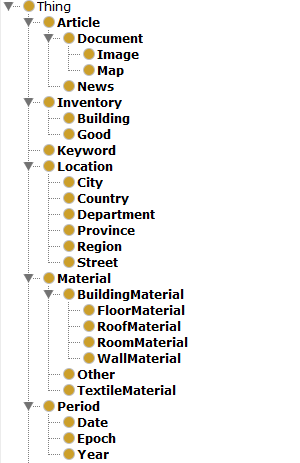 Thing
Article
Document
Image
Map
News
Inventory
Building
Good
Keyword
Location
City
Country
Department
Province
Region
Street
Material
BuildingMaterial
FloorMaterial
RoofMaterial
RoomMaterial
WallMaterial
Other
TextileMaterial
Period
Date
Epoch
Year